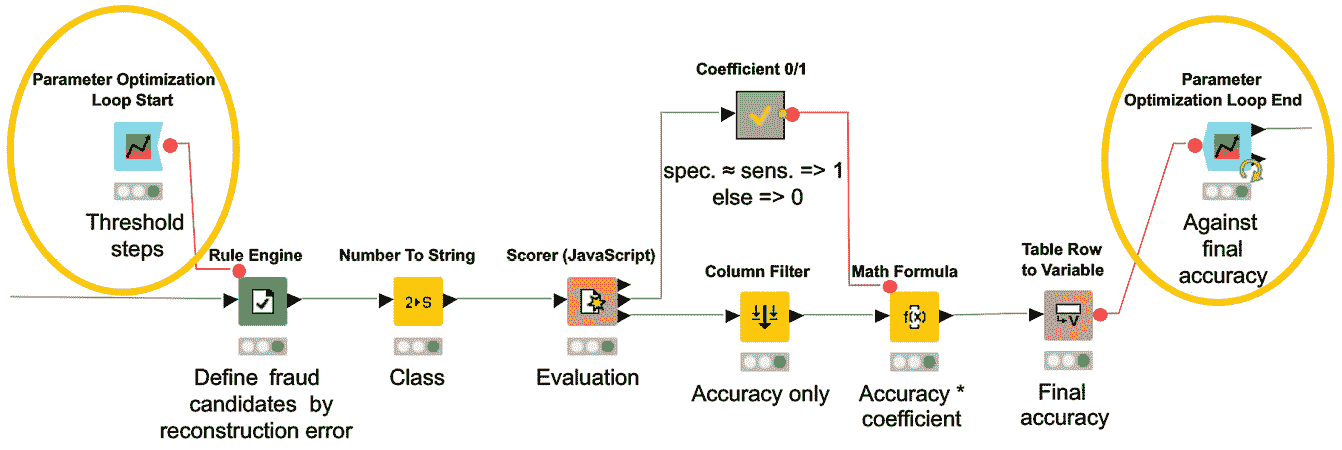 Parameter Optimization
Loop Start
Threshold
steps
Rule Engine
Define fraud
candidates by
reconstruction error
Number To String
2▸S
Class
Scorer (JavaScript)
Evaluation
Coefficient 0/1
spec. ≈ sens. => 1
else => 0
Column Filter
Accuracy only
Math Formula
f(x)
Accuracy *
coefficient
Table Row
to Variable
V
Final
accuracy
Parameter
Optimization Loop End
Against
final
accuracy